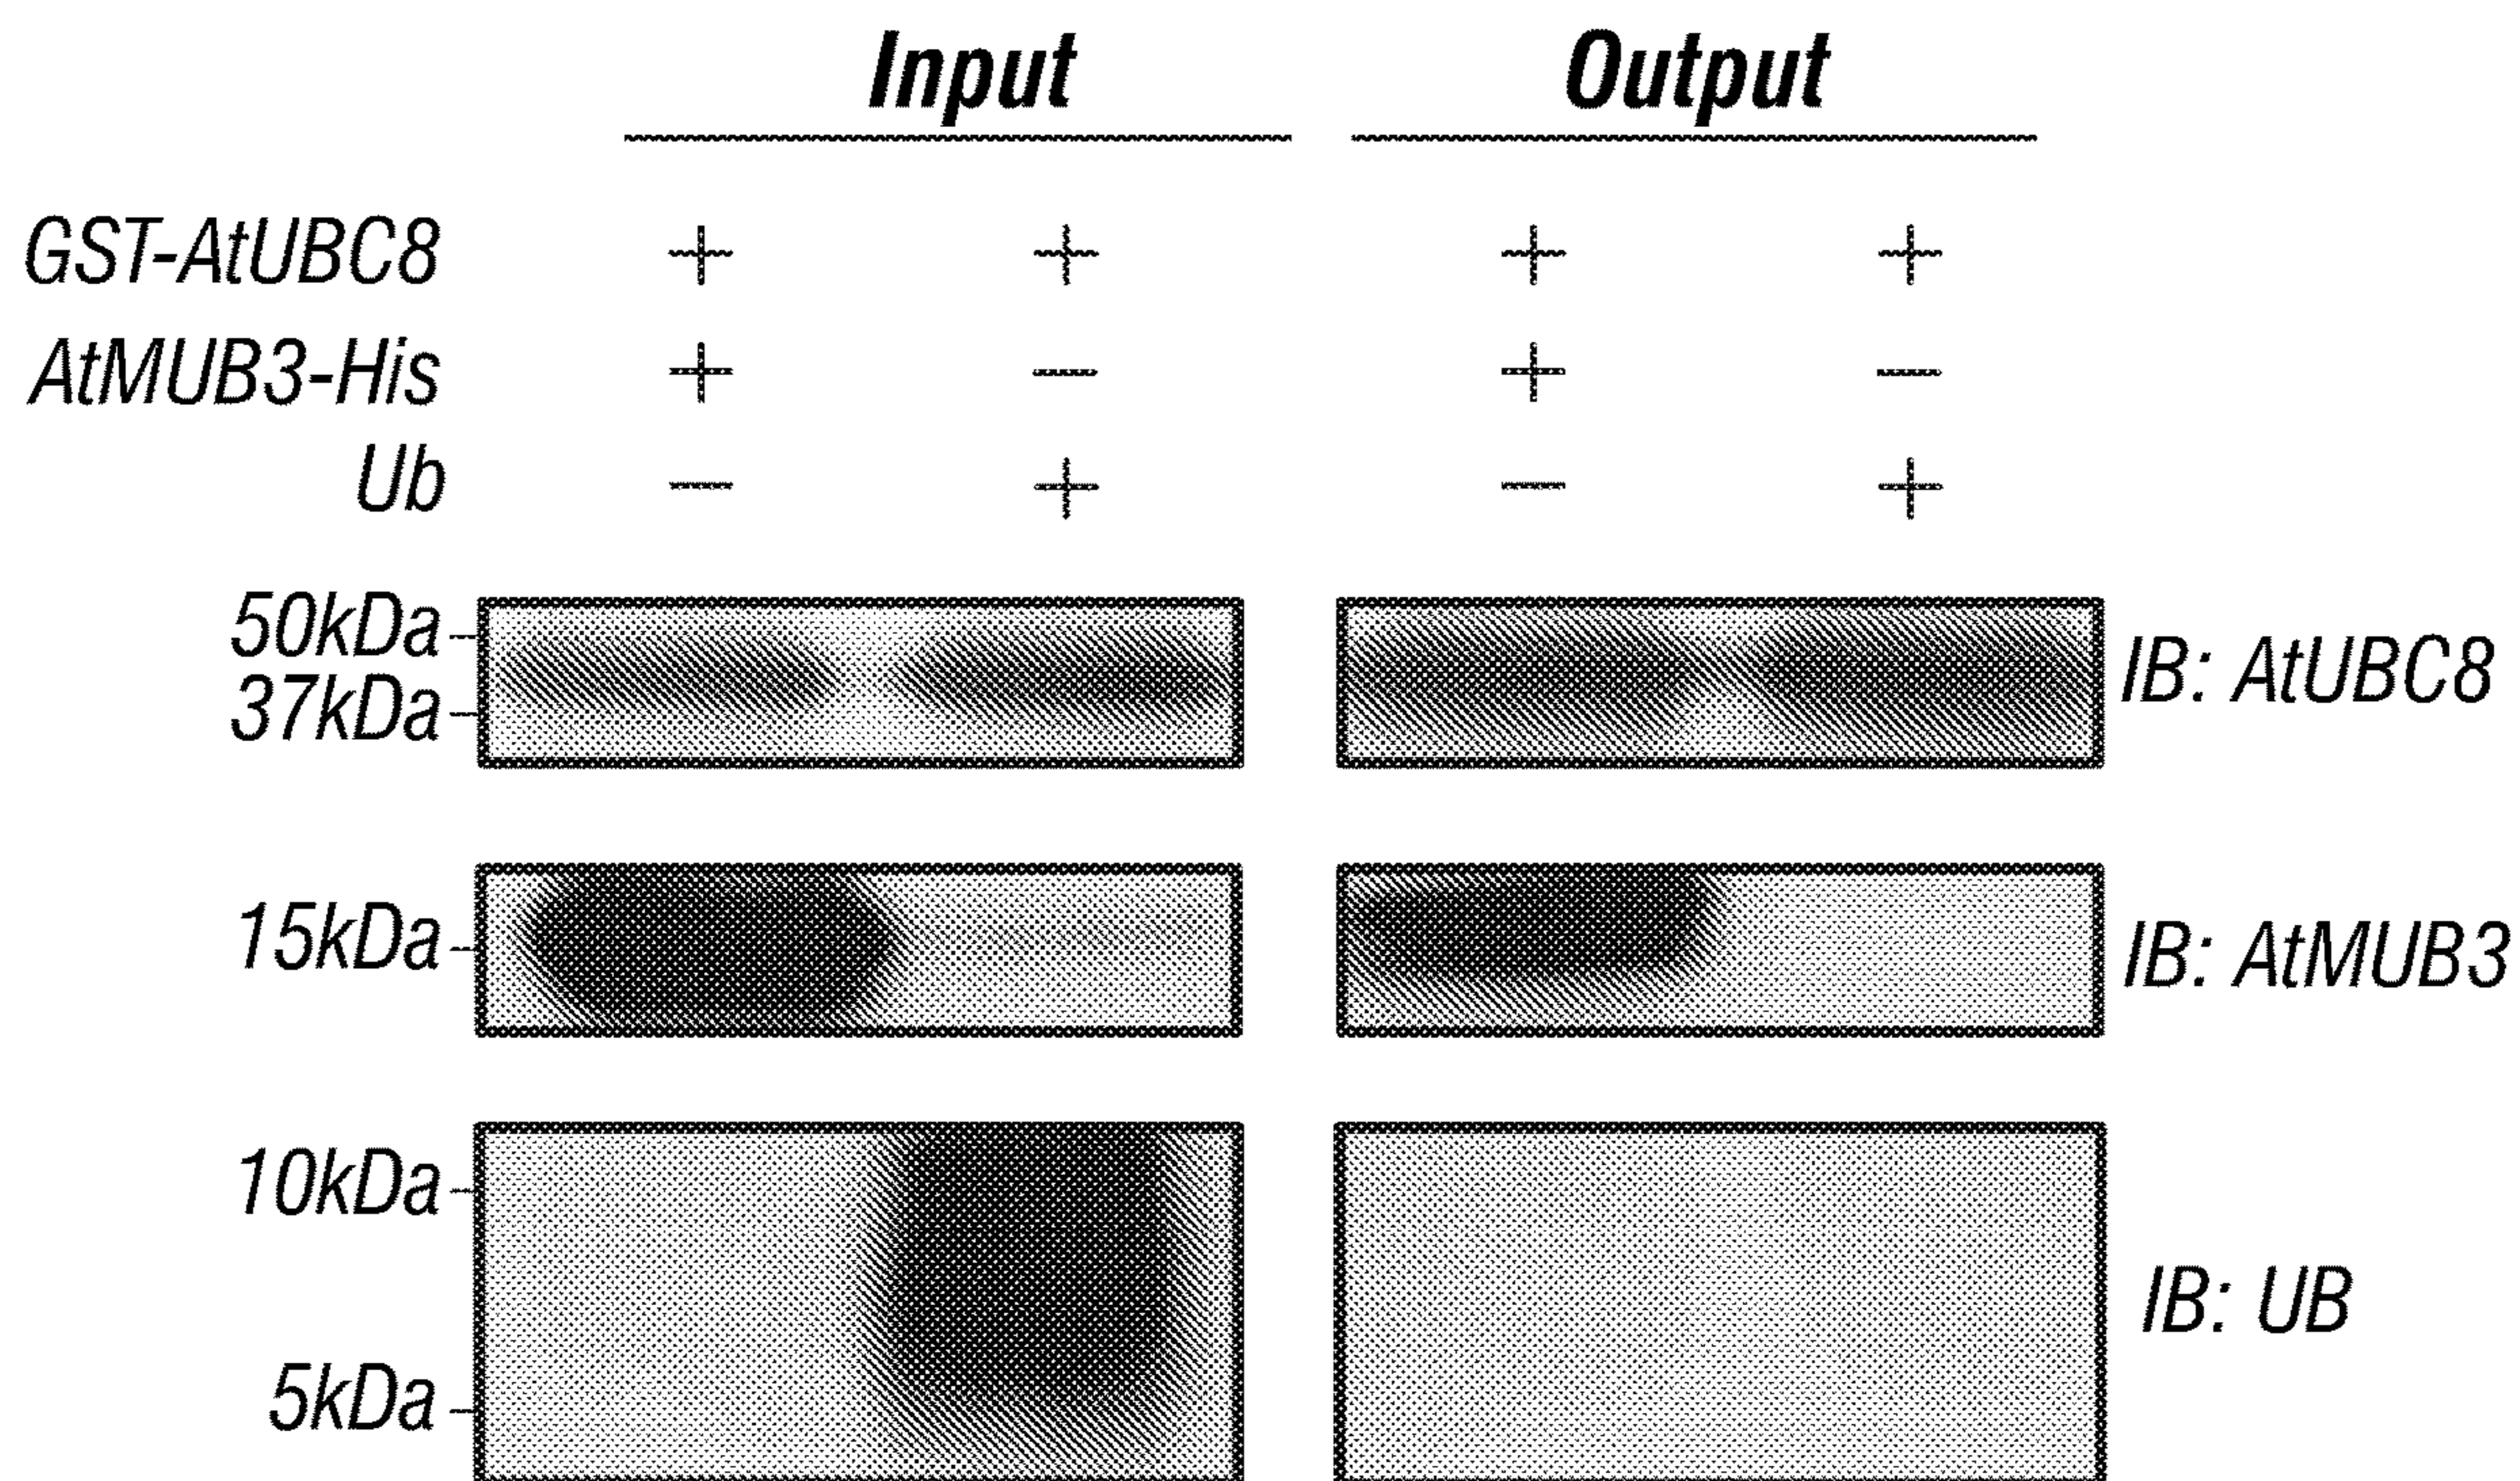 Input Output
GST-AtUBC8 + + + +
AtMUB3-His + − + −
Ub − + − +
50kDa
37kDa
IB: AtUBC8
15kDa
IB: AtMUB3
10kDa
5kDa
IB: UB